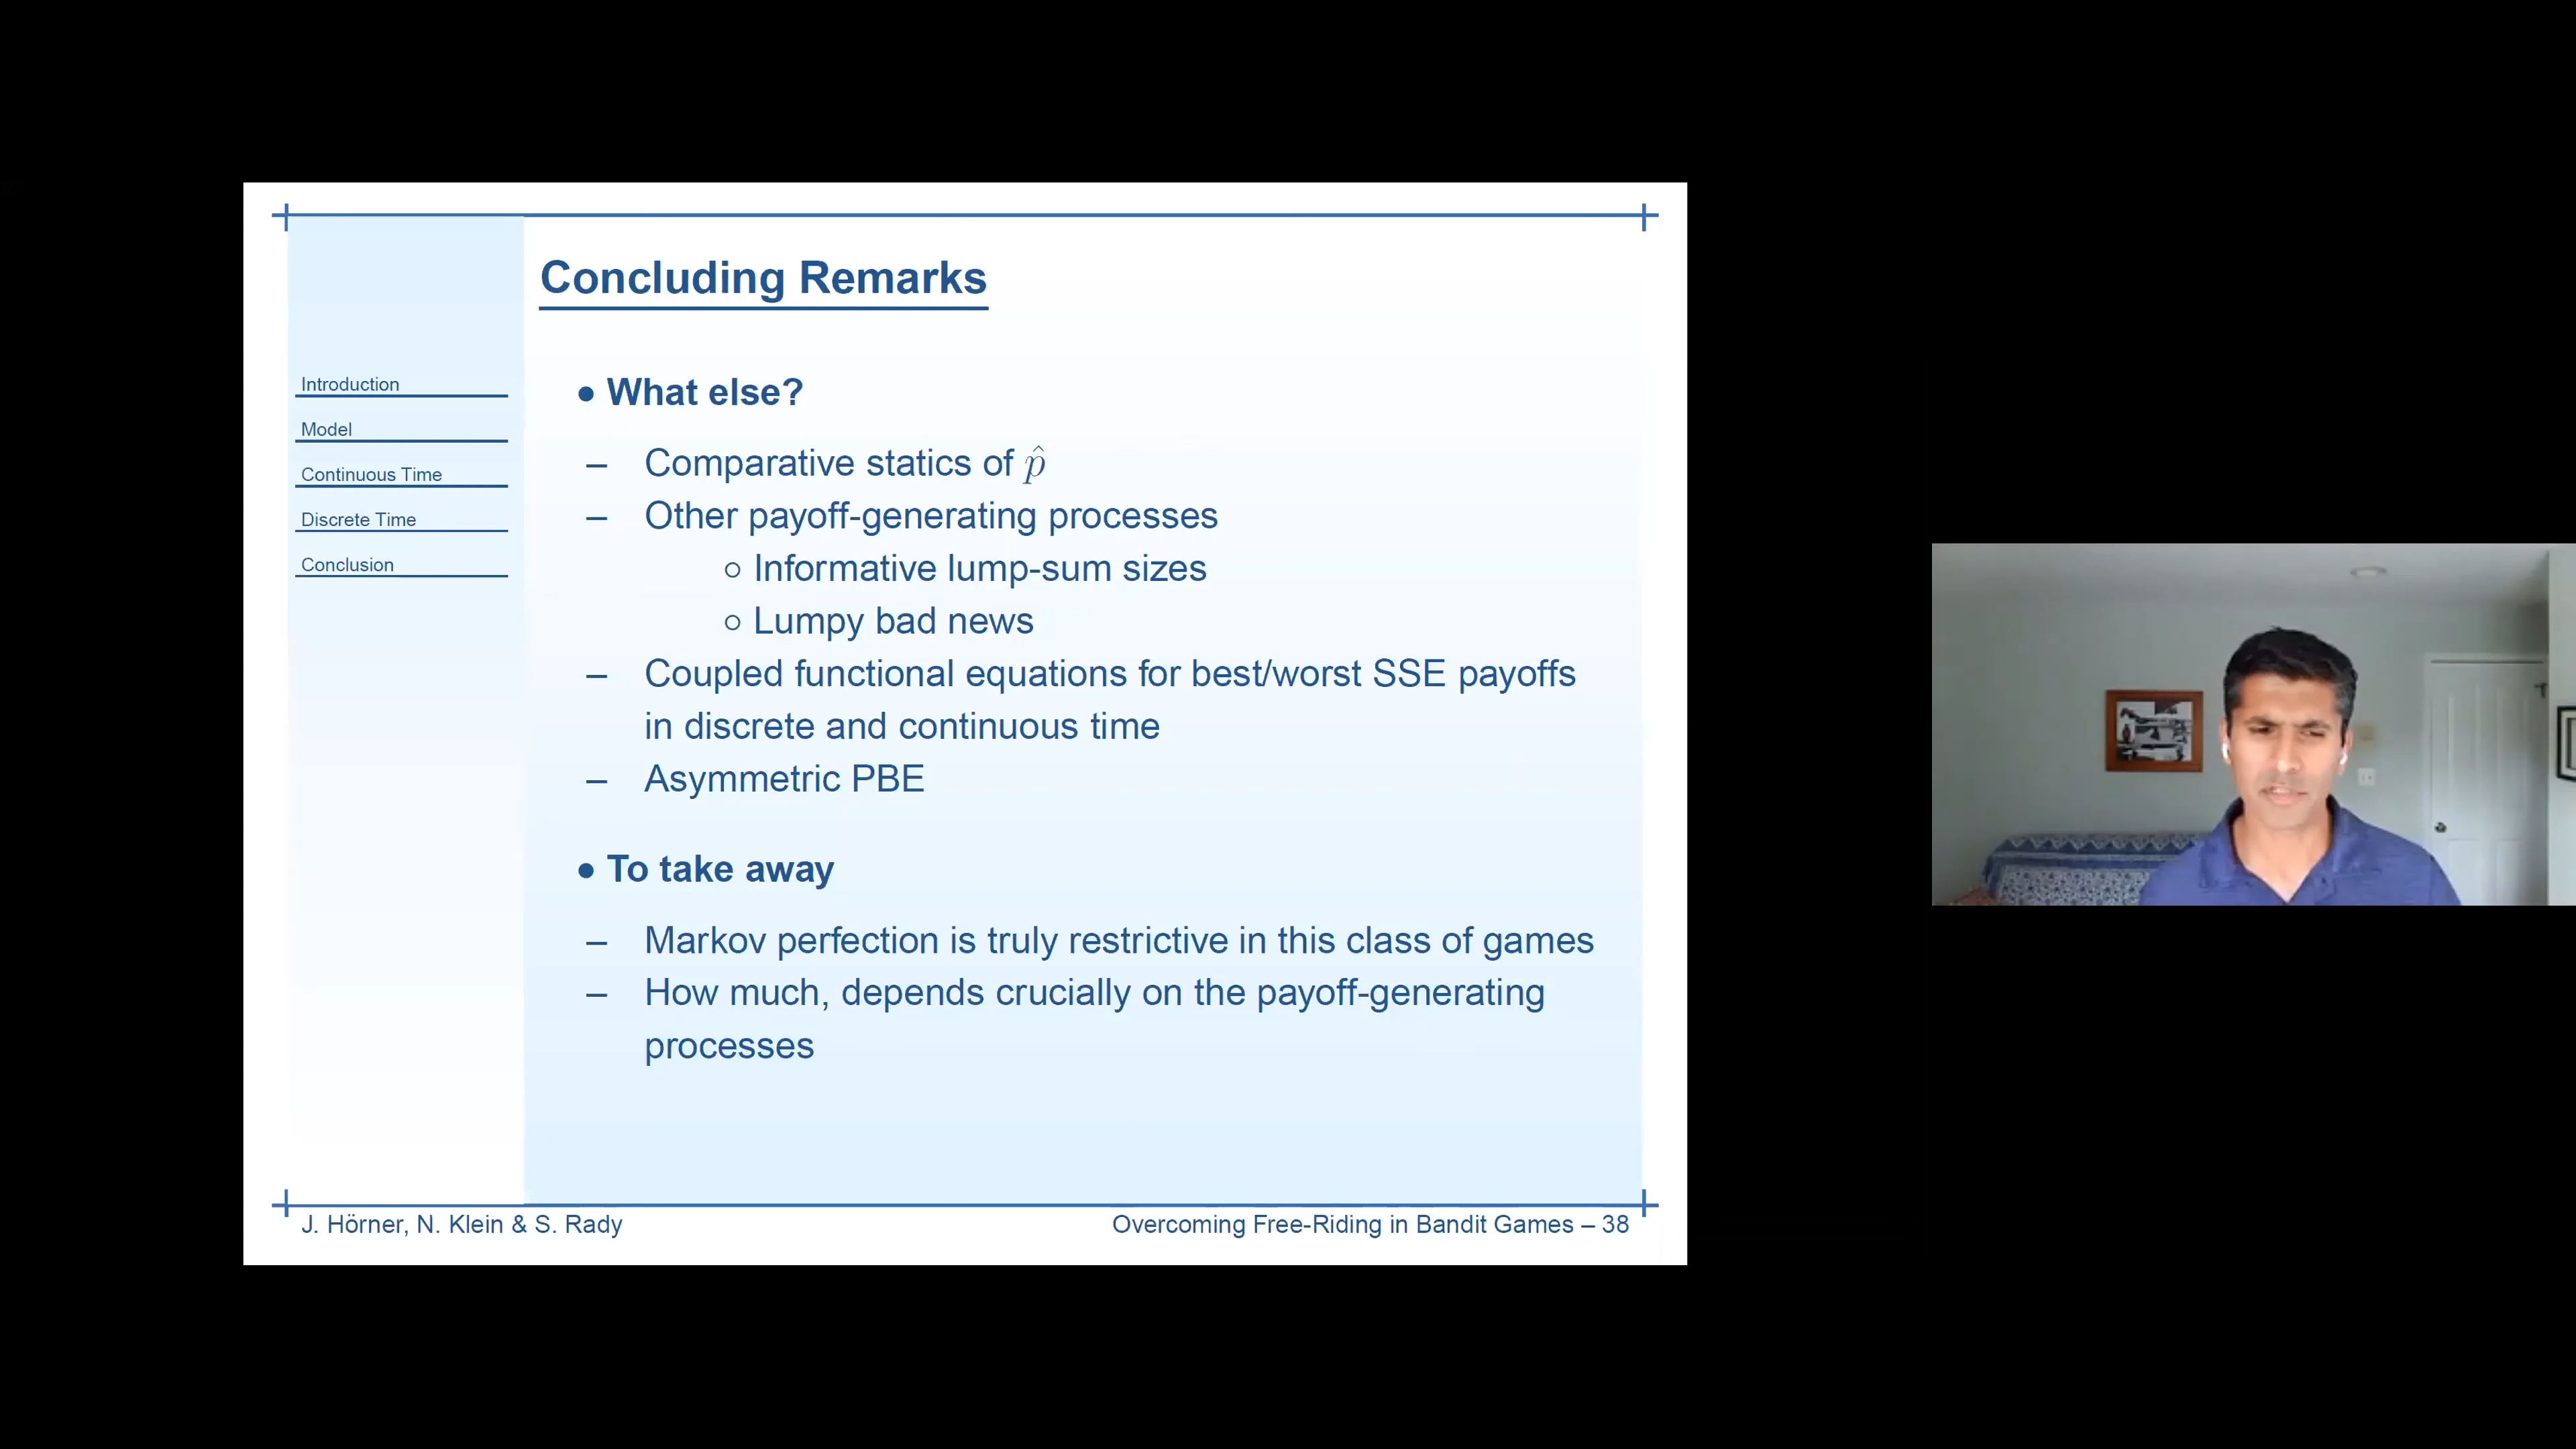 Concluding Remarks
Introduction
Model
Continuous Time
Discrete Time
Conclusion
• What else?
– Comparative statics of p̂
– Other payoff-generating processes
○ Informative lump-sum sizes
○ Lumpy bad news
– Coupled functional equations for best/worst SSE payoffs
in discrete and continuous time
– Asymmetric PBE
• To take away
– Markov perfection is truly restrictive in this class of games
– How much, depends crucially on the payoff-generating
processes
J. Hörner, N. Klein & S. Rady
Overcoming Free-Riding in Bandit Games – 38